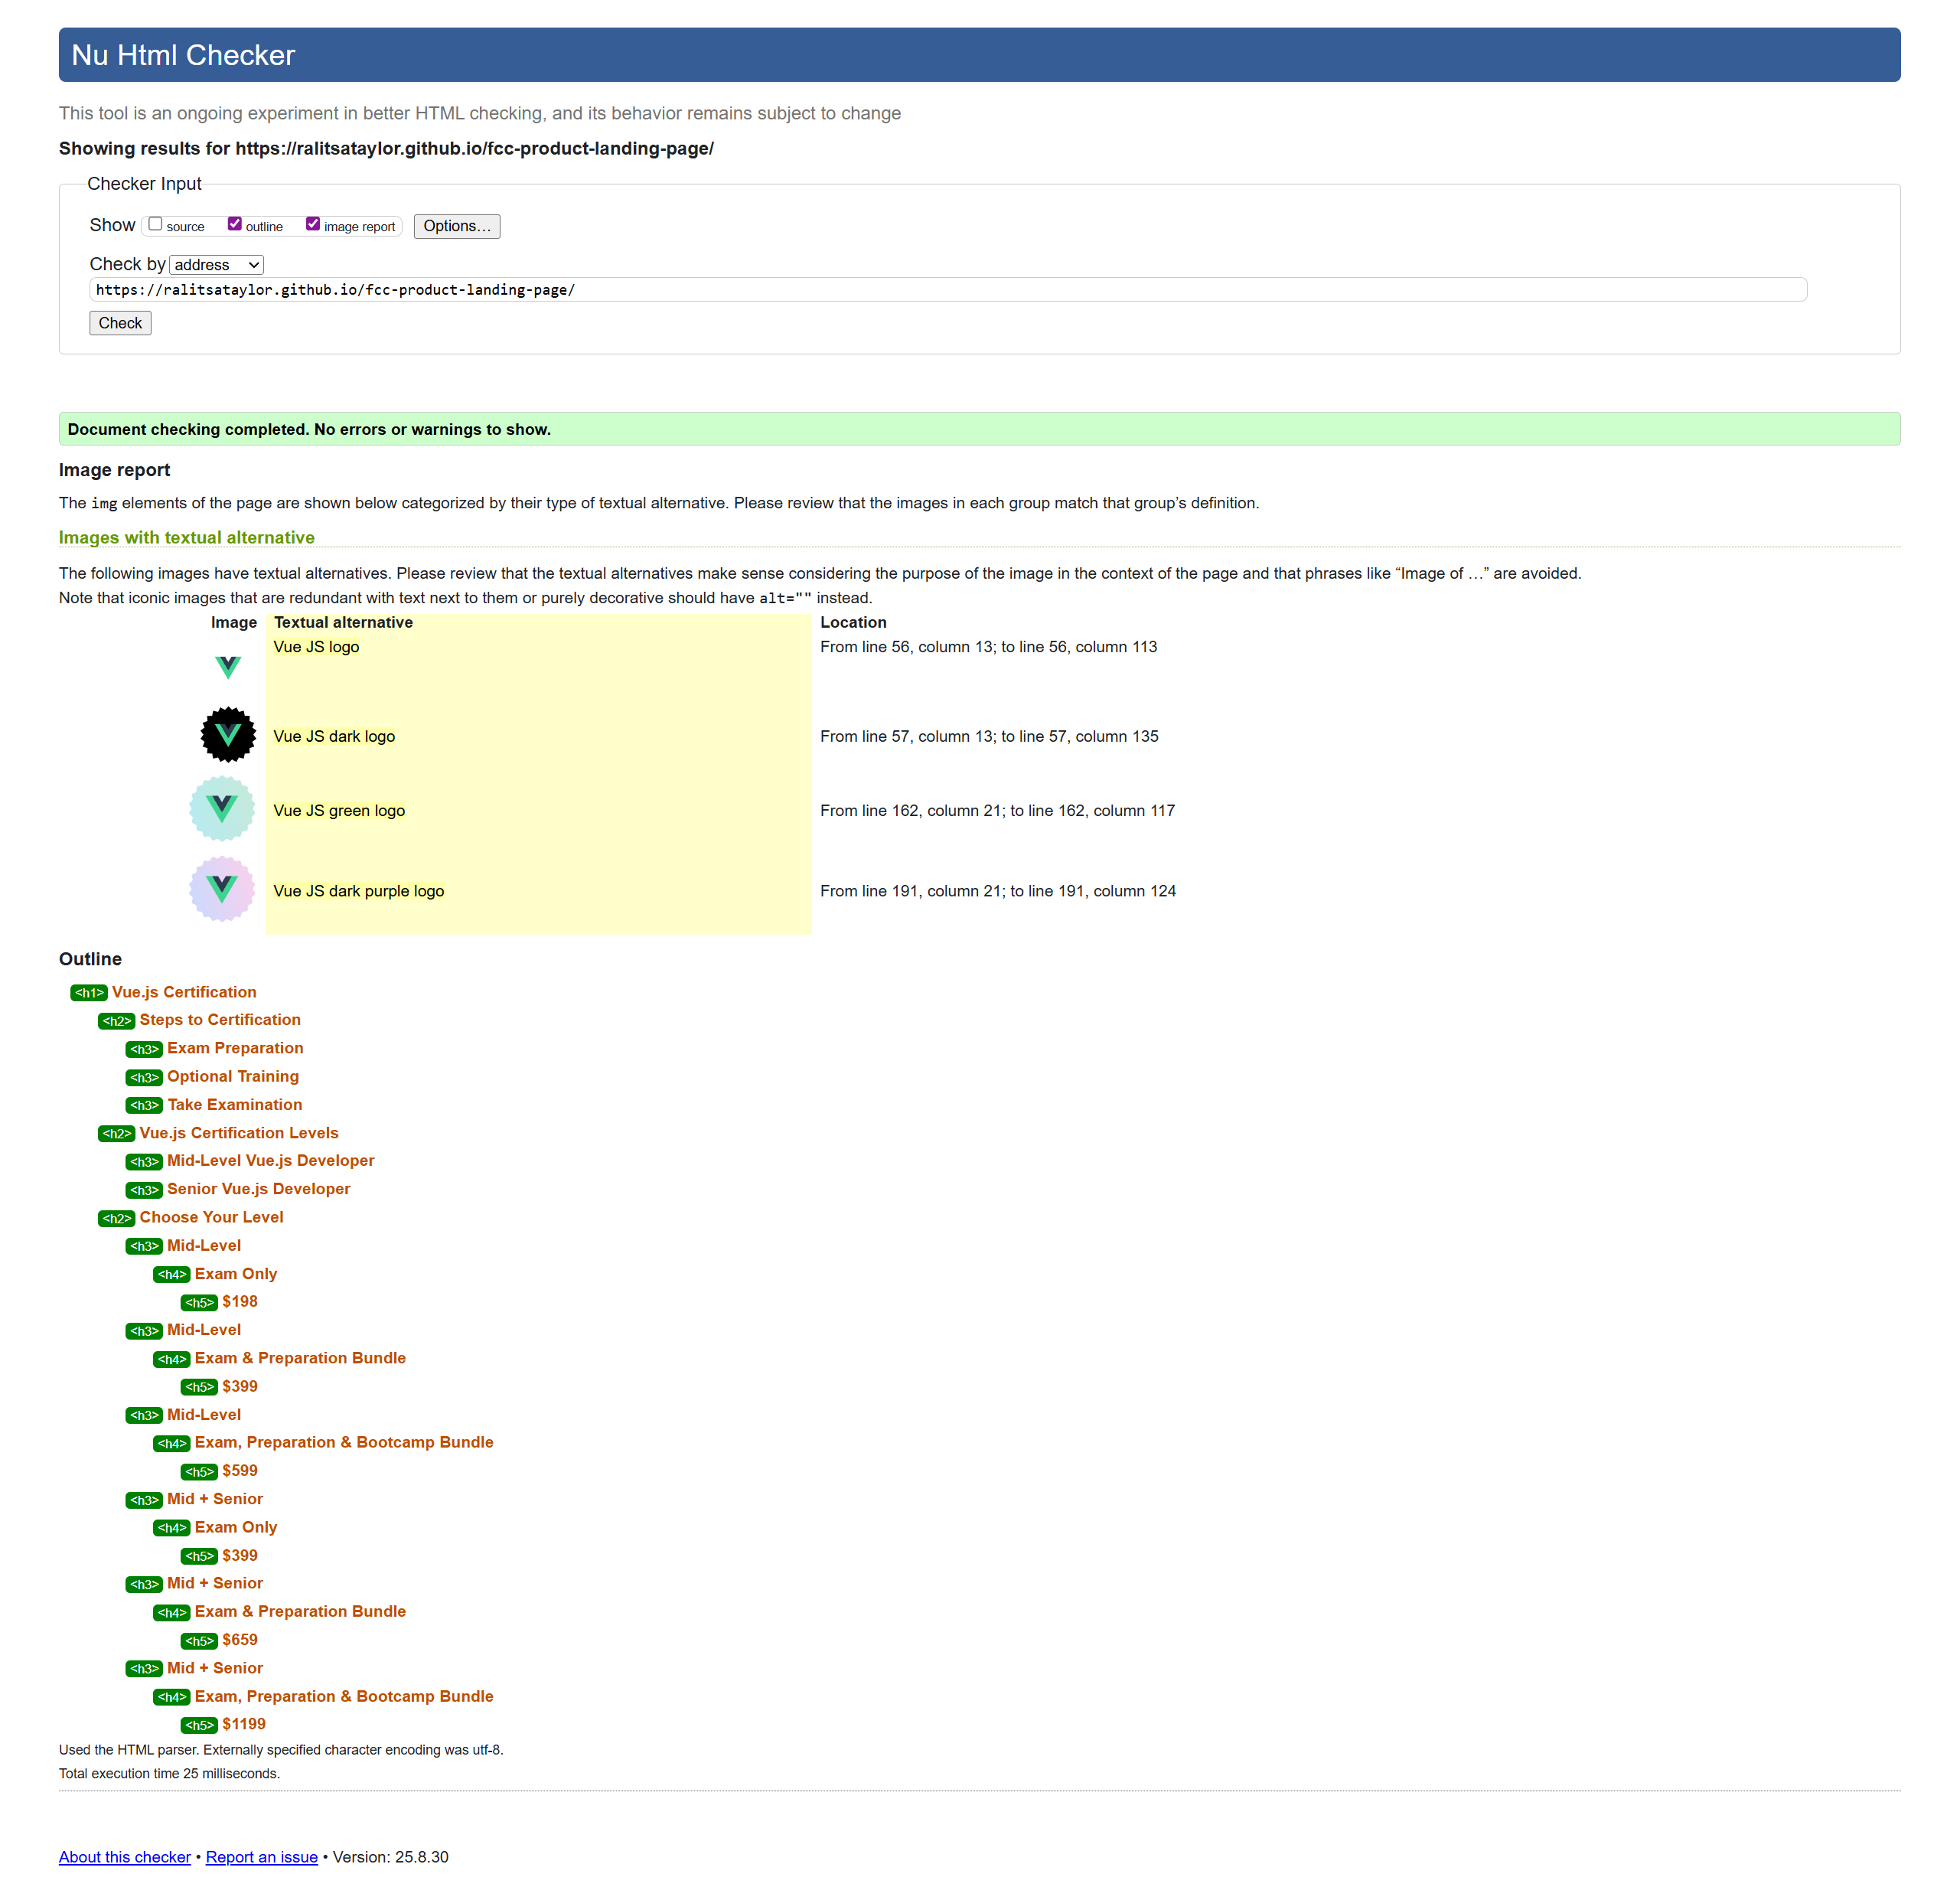 Nu Html Checker
This tool is an ongoing experiment in better HTML checking, and its behavior remains subject to change
Showing results for https://ralitsataylor.github.io/fcc-product-landing-page/
Checker Input
Show source outline image report Options…
Check by address
https://ralitsataylor.github.io/fcc-product-landing-page/
Check
Document checking completed. No errors or warnings to show.
Image report
The img elements of the page are shown below categorized by their type of textual alternative. Please review that the images in each group match that group’s definition.
Images with textual alternative
The following images have textual alternatives. Please review that the textual alternatives make sense considering the purpose of the image in the context of the page and that phrases like “Image of …” are avoided.
Note that iconic images that are redundant with text next to them or purely decorative should have alt="" instead.
Image Textual alternative Location
Vue JS logo From line 56, column 13; to line 56, column 113
Vue JS dark logo From line 57, column 13; to line 57, column 135
Vue JS green logo From line 162, column 21; to line 162, column 117
Vue JS dark purple logo From line 191, column 21; to line 191, column 124
Outline
<h1> Vue.js Certification
<h2> Steps to Certification
<h3> Exam Preparation
<h3> Optional Training
<h3> Take Examination
<h2> Vue.js Certification Levels
<h3> Mid-Level Vue.js Developer
<h3> Senior Vue.js Developer
<h2> Choose Your Level
<h3> Mid-Level
<h4> Exam Only
<h5> $198
<h3> Mid-Level
<h4> Exam & Preparation Bundle
<h5> $399
<h3> Mid-Level
<h4> Exam, Preparation & Bootcamp Bundle
<h5> $599
<h3> Mid + Senior
<h4> Exam Only
<h5> $399
<h3> Mid + Senior
<h4> Exam & Preparation Bundle
<h5> $659
<h3> Mid + Senior
<h4> Exam, Preparation & Bootcamp Bundle
<h5> $1199
Used the HTML parser. Externally specified character encoding was utf-8.
Total execution time 25 milliseconds.
About this checker • Report an issue • Version: 25.8.30